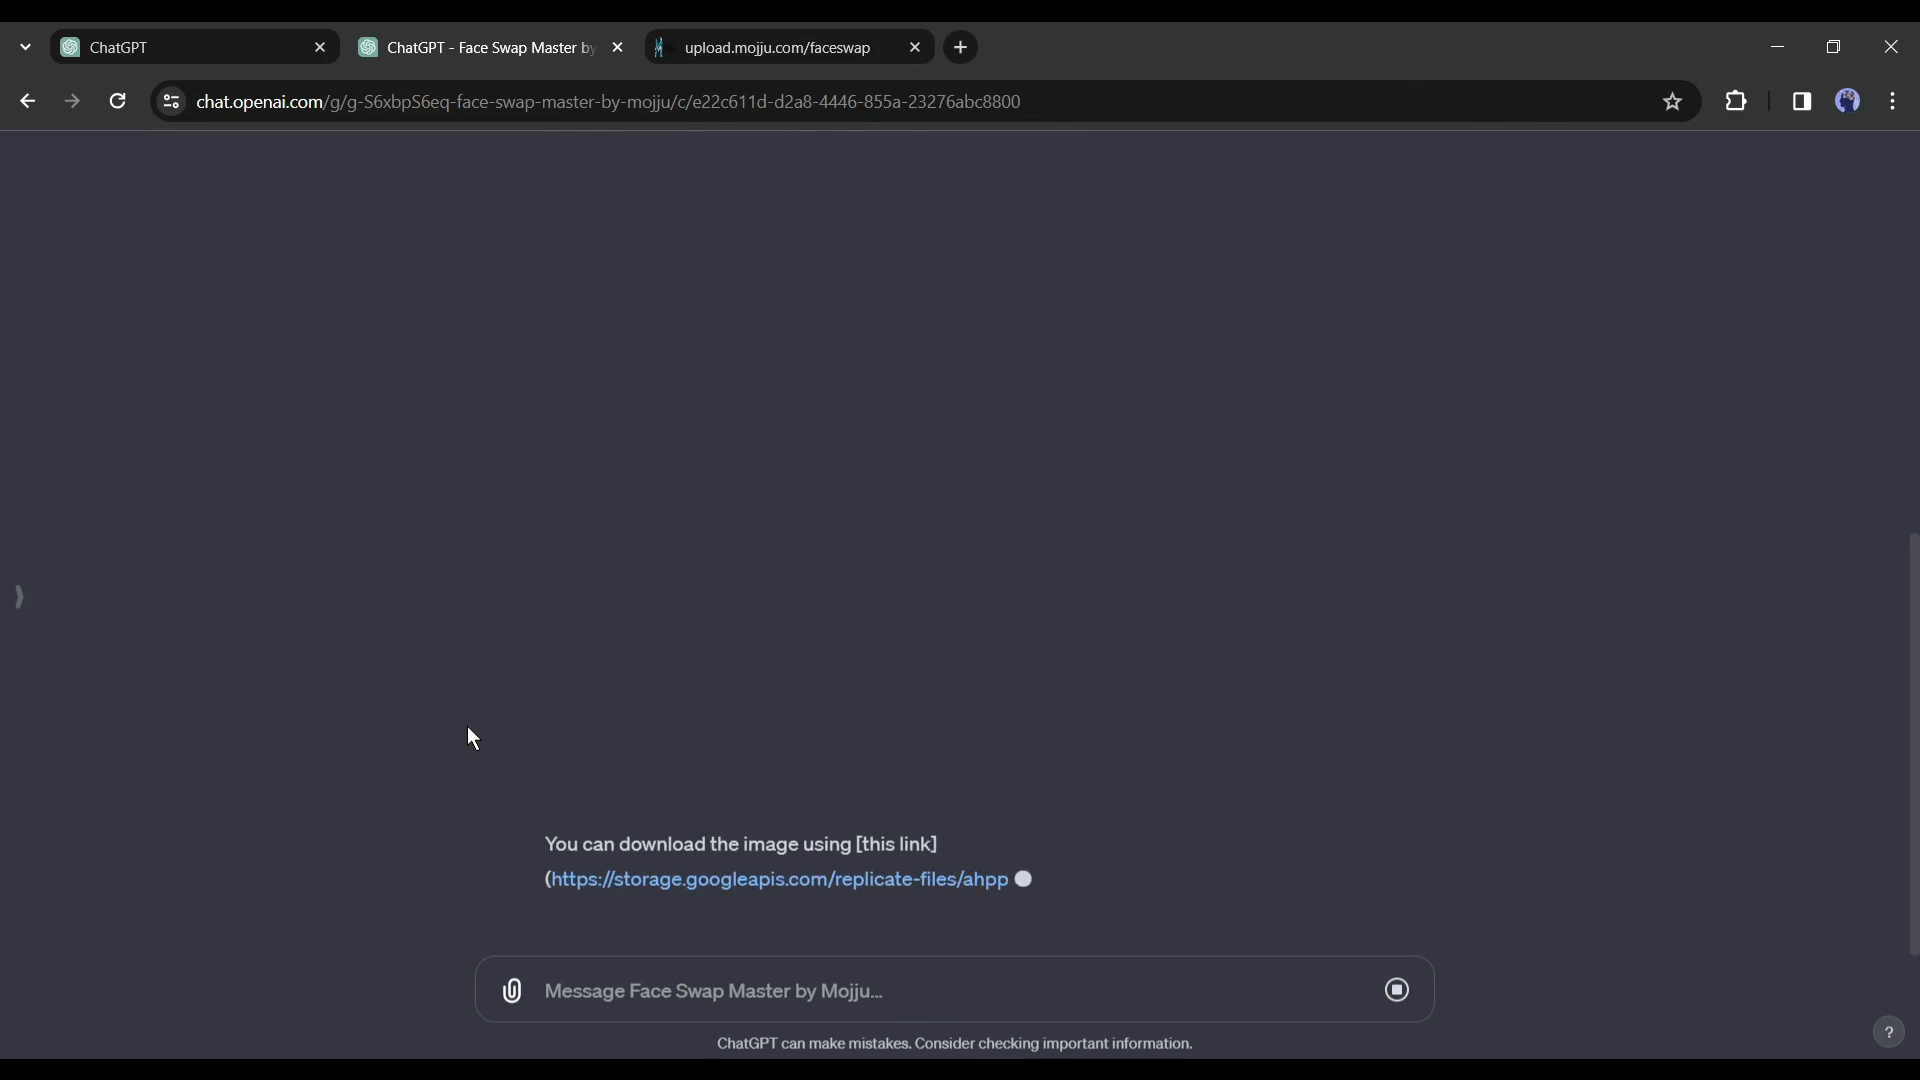 ChatGPT
ChatGPT - Face Swap Master by
upload.mojju.com/faceswap
chat.openai.com/g/g-S6xbpS6eq-face-swap-master-by-mojju/c/e22c611d-d2a8-4446-855a-23276abc8800
You can download the image using [this link]
(https://storage.googleapis.com/replicate-files/ahpp
Message Face Swap Master by Mojju...
ChatGPT can make mistakes. Consider checking important information.
?